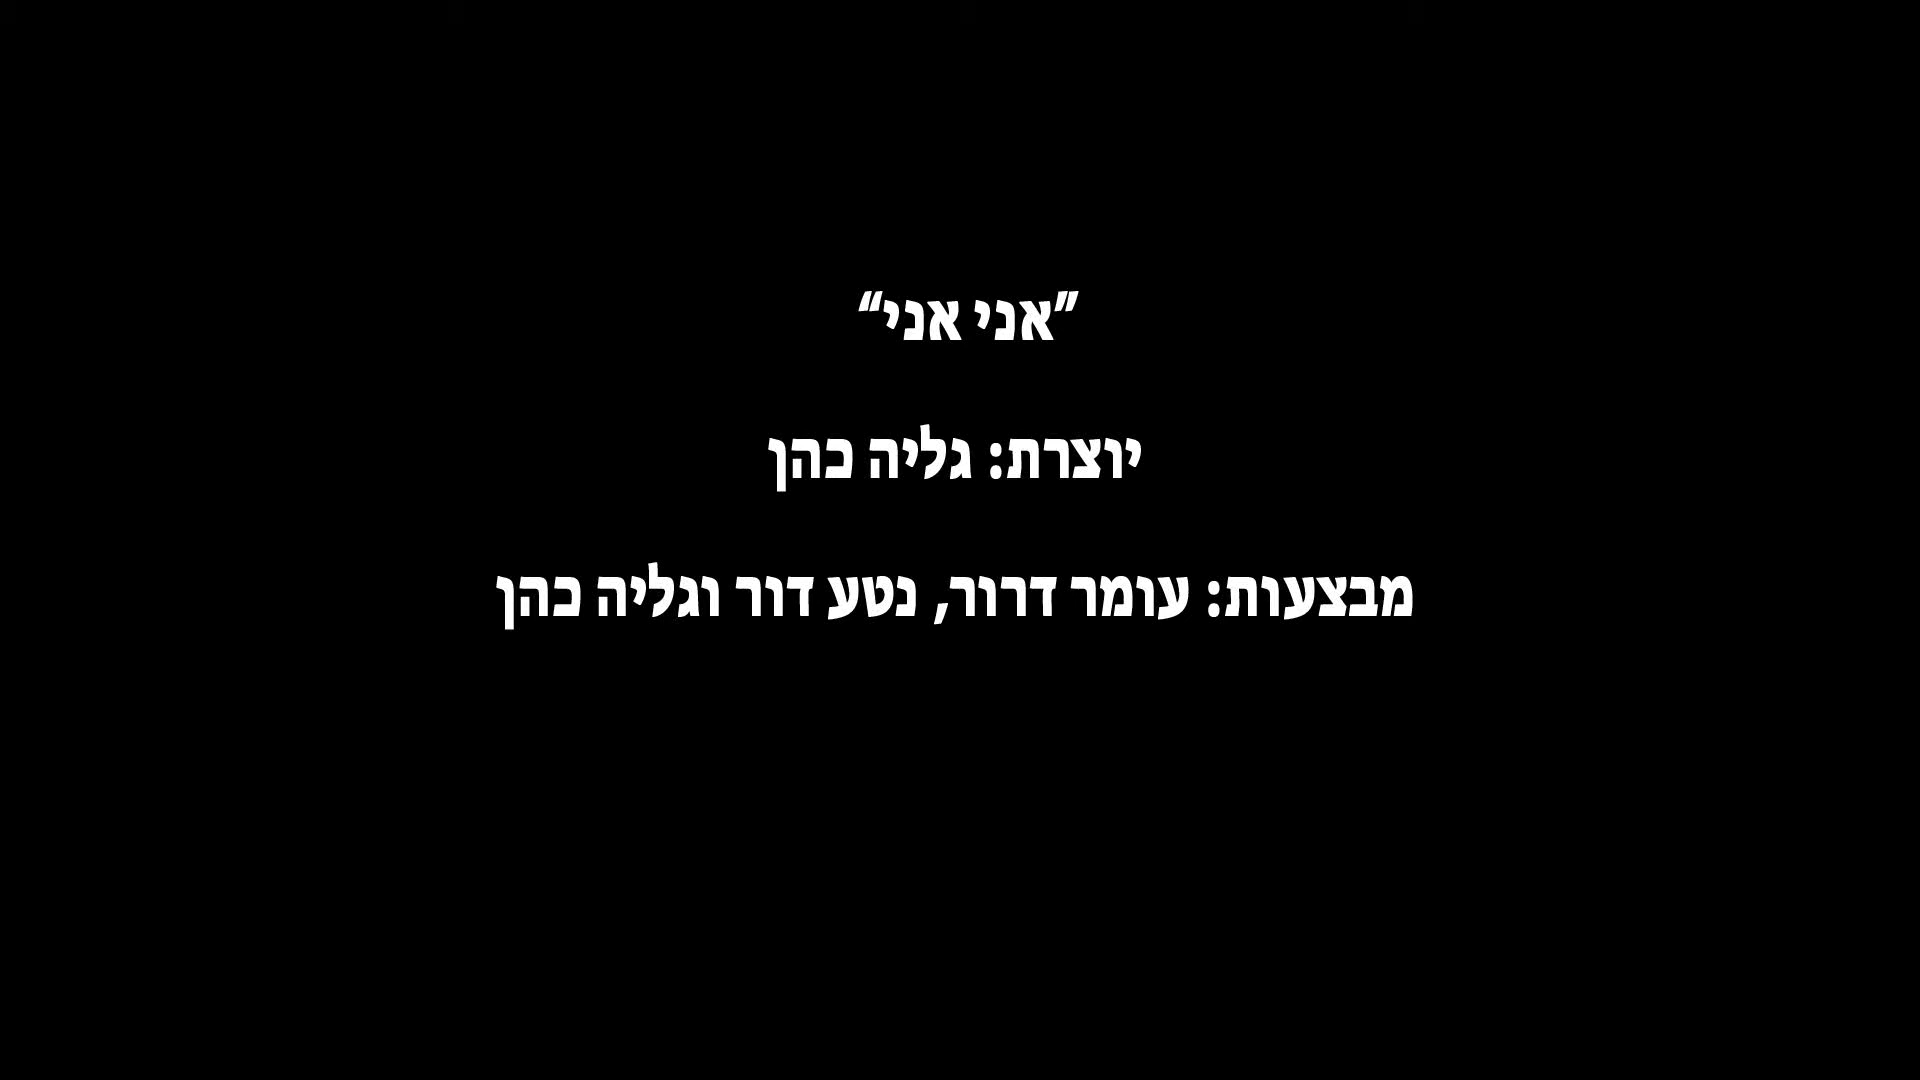 ”אני אני“
יוצרת: גליה כהן
מבצעות: עומר דרור, נטע דור וגליה כהן